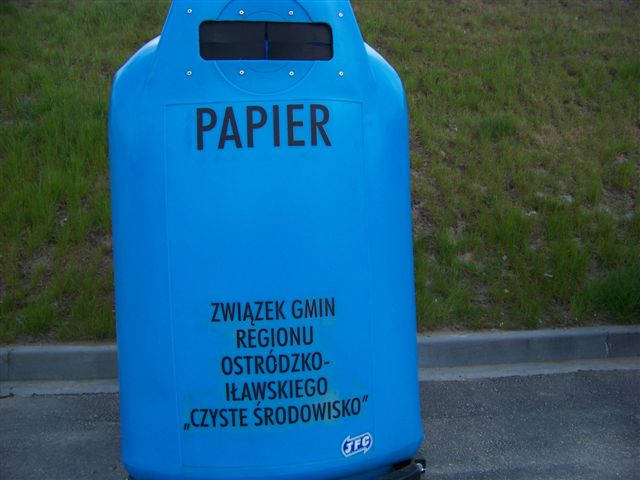 PAPIER
ZWIĄZEK GMIN
REGIONU
OSTRÓDZKO-
IŁAWSKIEGO
„CZYSTE ŚRODOWISKO"
JFC